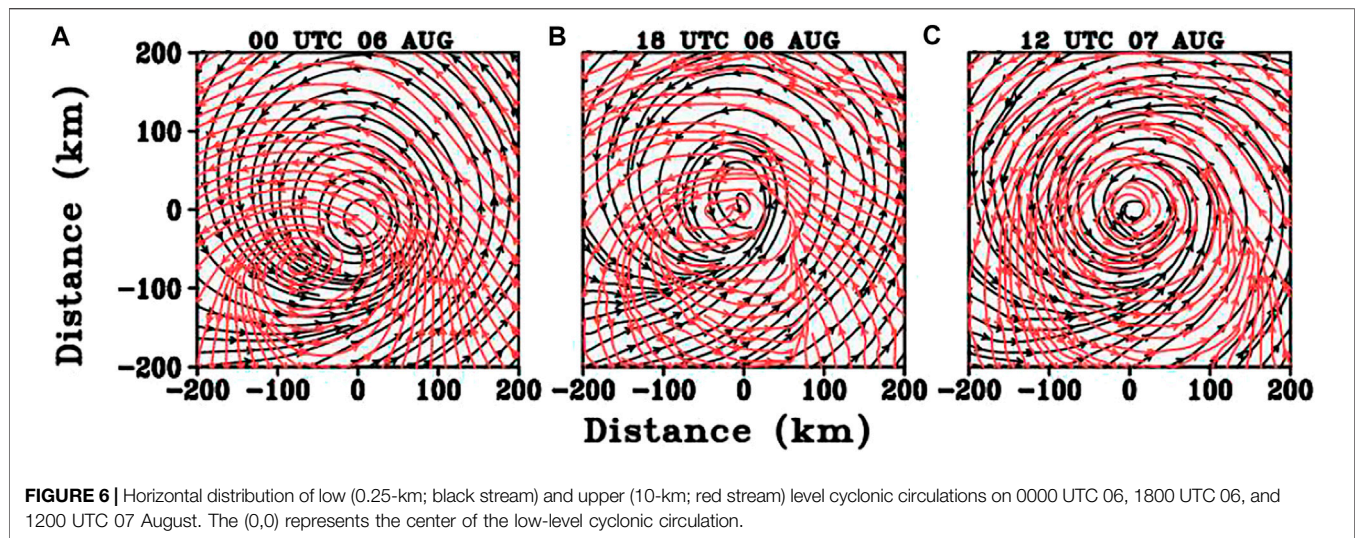 A
00 UTC 06 AUG
B
18 UTC 06 AUG
C
12 UTC 07 AUG
Distance (km)
200
100
0
−100
−200
−200 −100 0 100 200
−200 −100 0 100 200
−200 −100 0 100 200
Distance (km)
FIGURE 6 | Horizontal distribution of low (0.25-km; black stream) and upper (10-km; red stream) level cyclonic circulations on 0000 UTC 06, 1800 UTC 06, and
1200 UTC 07 August. The (0,0) represents the center of the low-level cyclonic circulation.